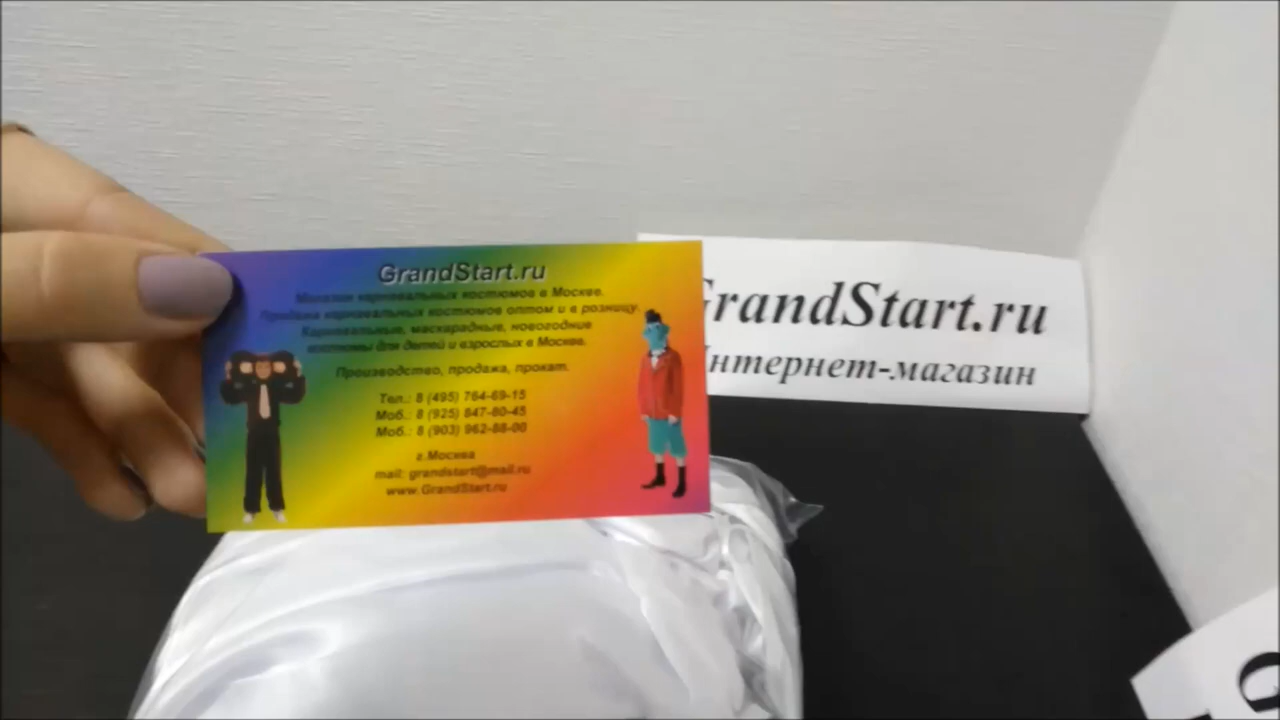 GrandStart.ru
Магазин карнавальных костюмов в Москве.
Продажа карнавальных костюмов оптом и в розницу.
Карнавальные, маскарадные, новогодние
костюмы для детей и взрослых в Москве.
Производство, продажа, прокат.
Тел.: 8 (495) 764-69-15
Моб.: 8 (925) 847-80-45
Моб.: 8 (903) 962-88-00
г.Москва
mail: grandstart@mail.ru
www.GrandStart.ru
GrandStart.ru
Интернет-магазин
G